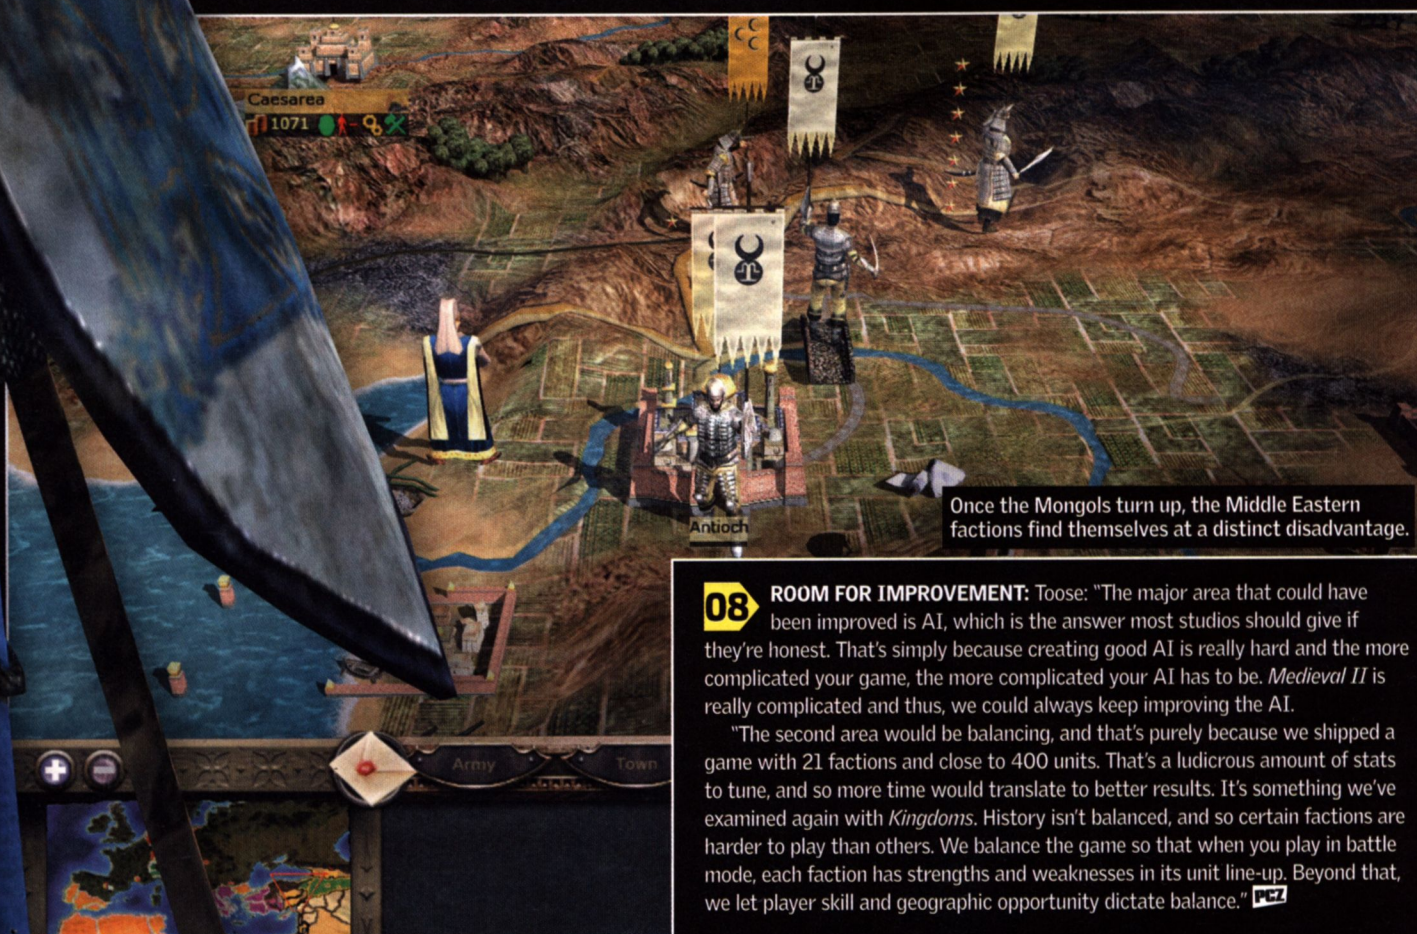 Caesarea
1071
Antioch
Once the Mongols turn up, the Middle Eastern
factions find themselves at a distinct disadvantage.
08 ROOM FOR IMPROVEMENT: Toose: “The major area that could have
been improved is AI, which is the answer most studios should give if
they’re honest. That’s simply because creating good AI is really hard and the more
complicated your game, the more complicated your AI has to be. Medieval II is
really complicated and thus, we could always keep improving the AI.
“The second area would be balancing, and that’s purely because we shipped a
game with 21 factions and close to 400 units. That’s a ludicrous amount of stats
to tune, and so more time would translate to better results. It’s something we’ve
examined again with Kingdoms. History isn’t balanced, and so certain factions are
harder to play than others. We balance the game so that when you play in battle
mode, each faction has strengths and weaknesses in its unit line-up. Beyond that,
we let player skill and geographic opportunity dictate balance.” PCZ
Army
Town